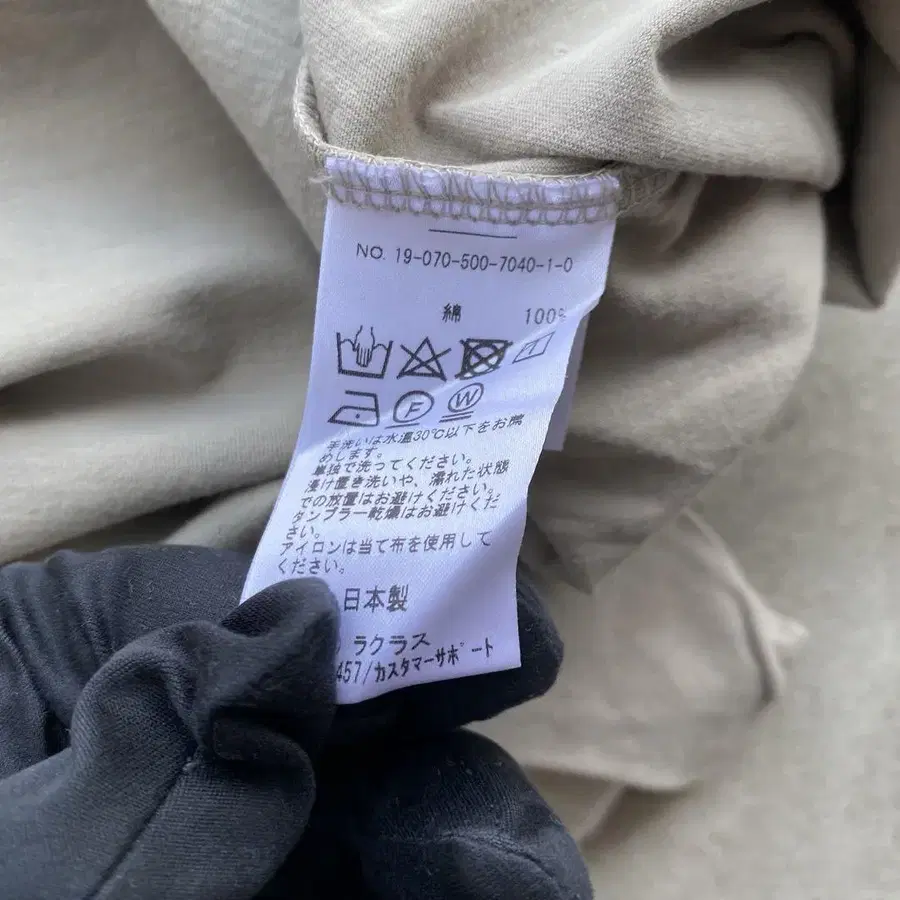 NO. 19-070-500-7040-1-0
綿 100%
F W
手洗いは水温30℃以下をお薦
めします。
単独で洗ってください。
浸け置き洗いや、濡れた状態
での放置はお避けください。
タンブラー乾燥はお避けくだ
さい。
アイロンは当て布を使用して
ください。
日本製
ラクラス
457/カスタマーサポート